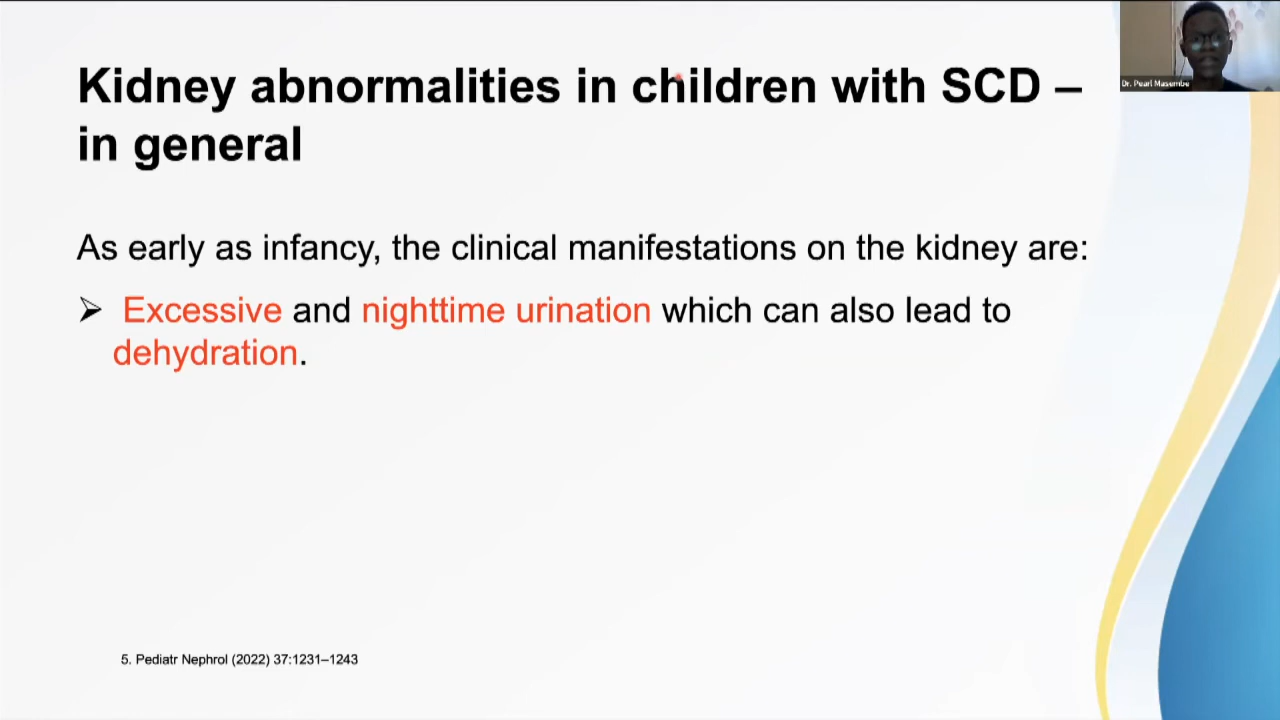 Kidney abnormalities in children with SCD –
in general
As early as infancy, the clinical manifestations on the kidney are:
➢ Excessive and nighttime urination which can also lead to
dehydration.
5. Pediatr Nephrol (2022) 37:1231–1243
Dr. Pearl Masembe